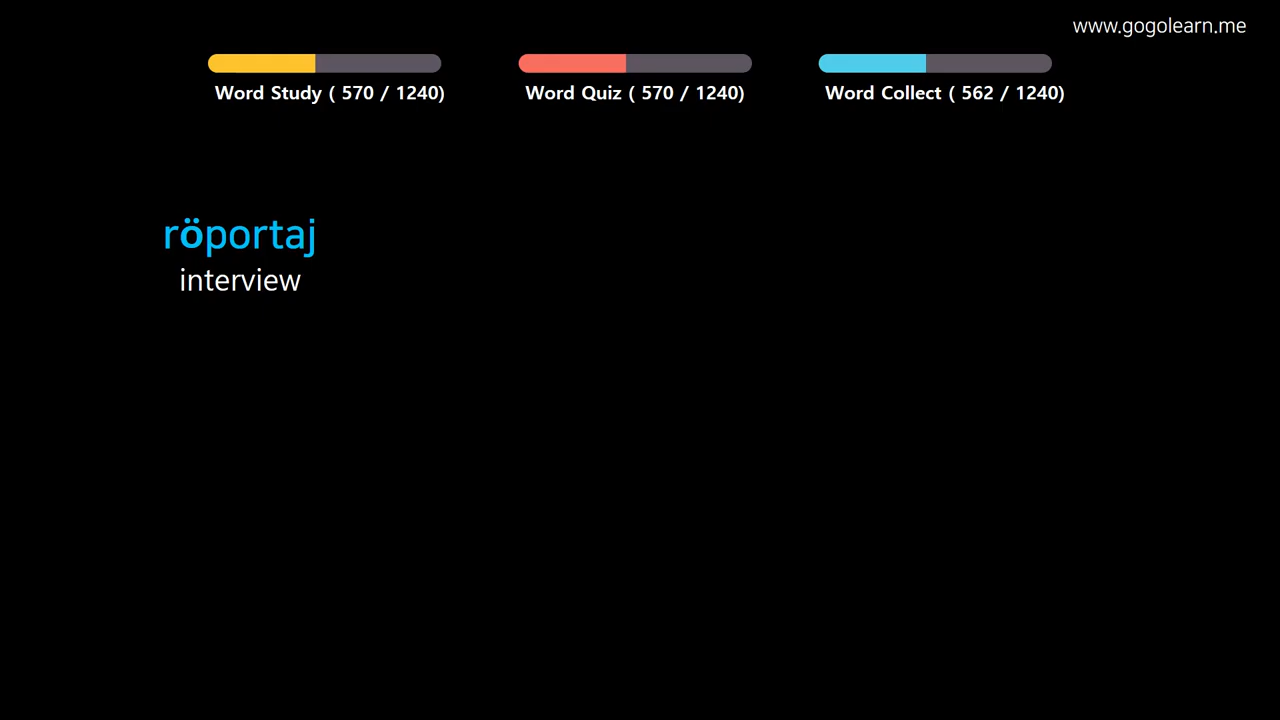 www.gogolearn.me
Word Study ( 570 / 1240)
Word Quiz ( 570 / 1240)
Word Collect ( 562 / 1240)
röportaj
interview